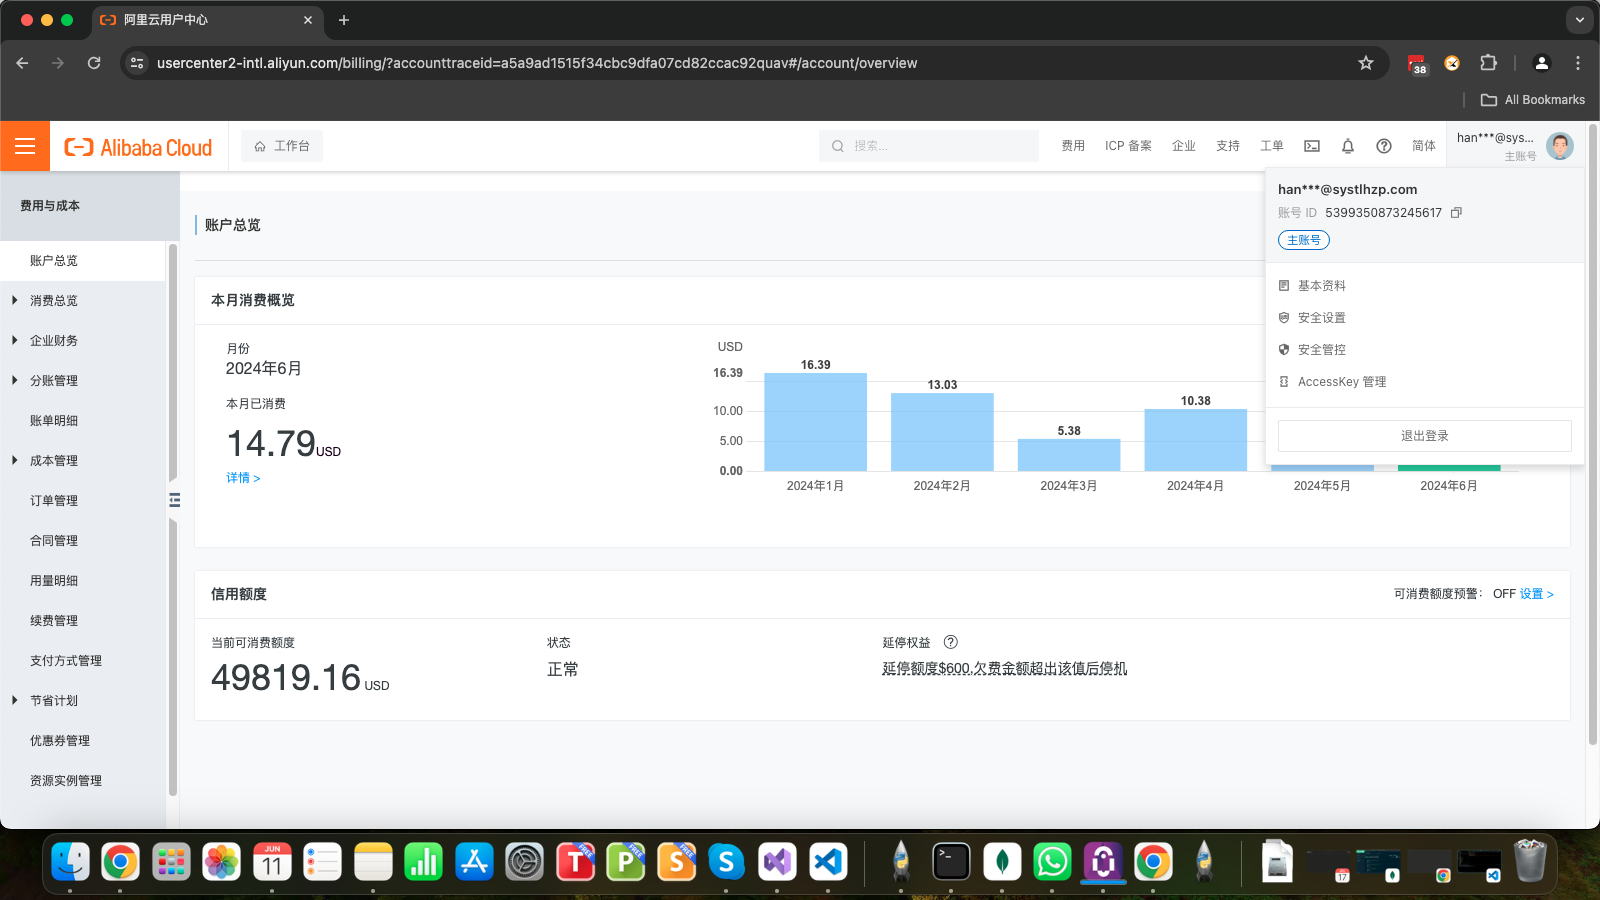 阿里云用户中心
usercenter2-intl.aliyun.com/billing/?accounttraceid=a5a9ad1515f34cbc9dfa07cd82ccac92quav#/account/overview
38
All Bookmarks
Alibaba Cloud
工作台
搜索...
费用
ICP 备案
企业
支持
工单
简体
han***@sys...
主账号
han***@systlhzp.com
账号 ID 5399350873245617
主账号
基本资料
安全设置
安全管控
AccessKey 管理
退出登录
费用与成本
账户总览
消费总览
企业财务
分账管理
账单明细
成本管理
订单管理
合同管理
用量明细
续费管理
支付方式管理
节省计划
优惠券管理
资源实例管理
账户总览
本月消费概览
月份
2024年6月
本月已消费
14.79USD
详情 >
USD
16.39
10.00
5.00
0.00
16.39
13.03
5.38
10.38
2024年1月
2024年2月
2024年3月
2024年4月
2024年5月
2024年6月
信用额度
可消费额度预警： OFF 设置 >
当前可消费额度
49819.16 USD
状态
正常
延停权益
延停额度$600,欠费金额超出该值后停机
JUN
11
T
FREE
P
FREE
S
FREE
S
17